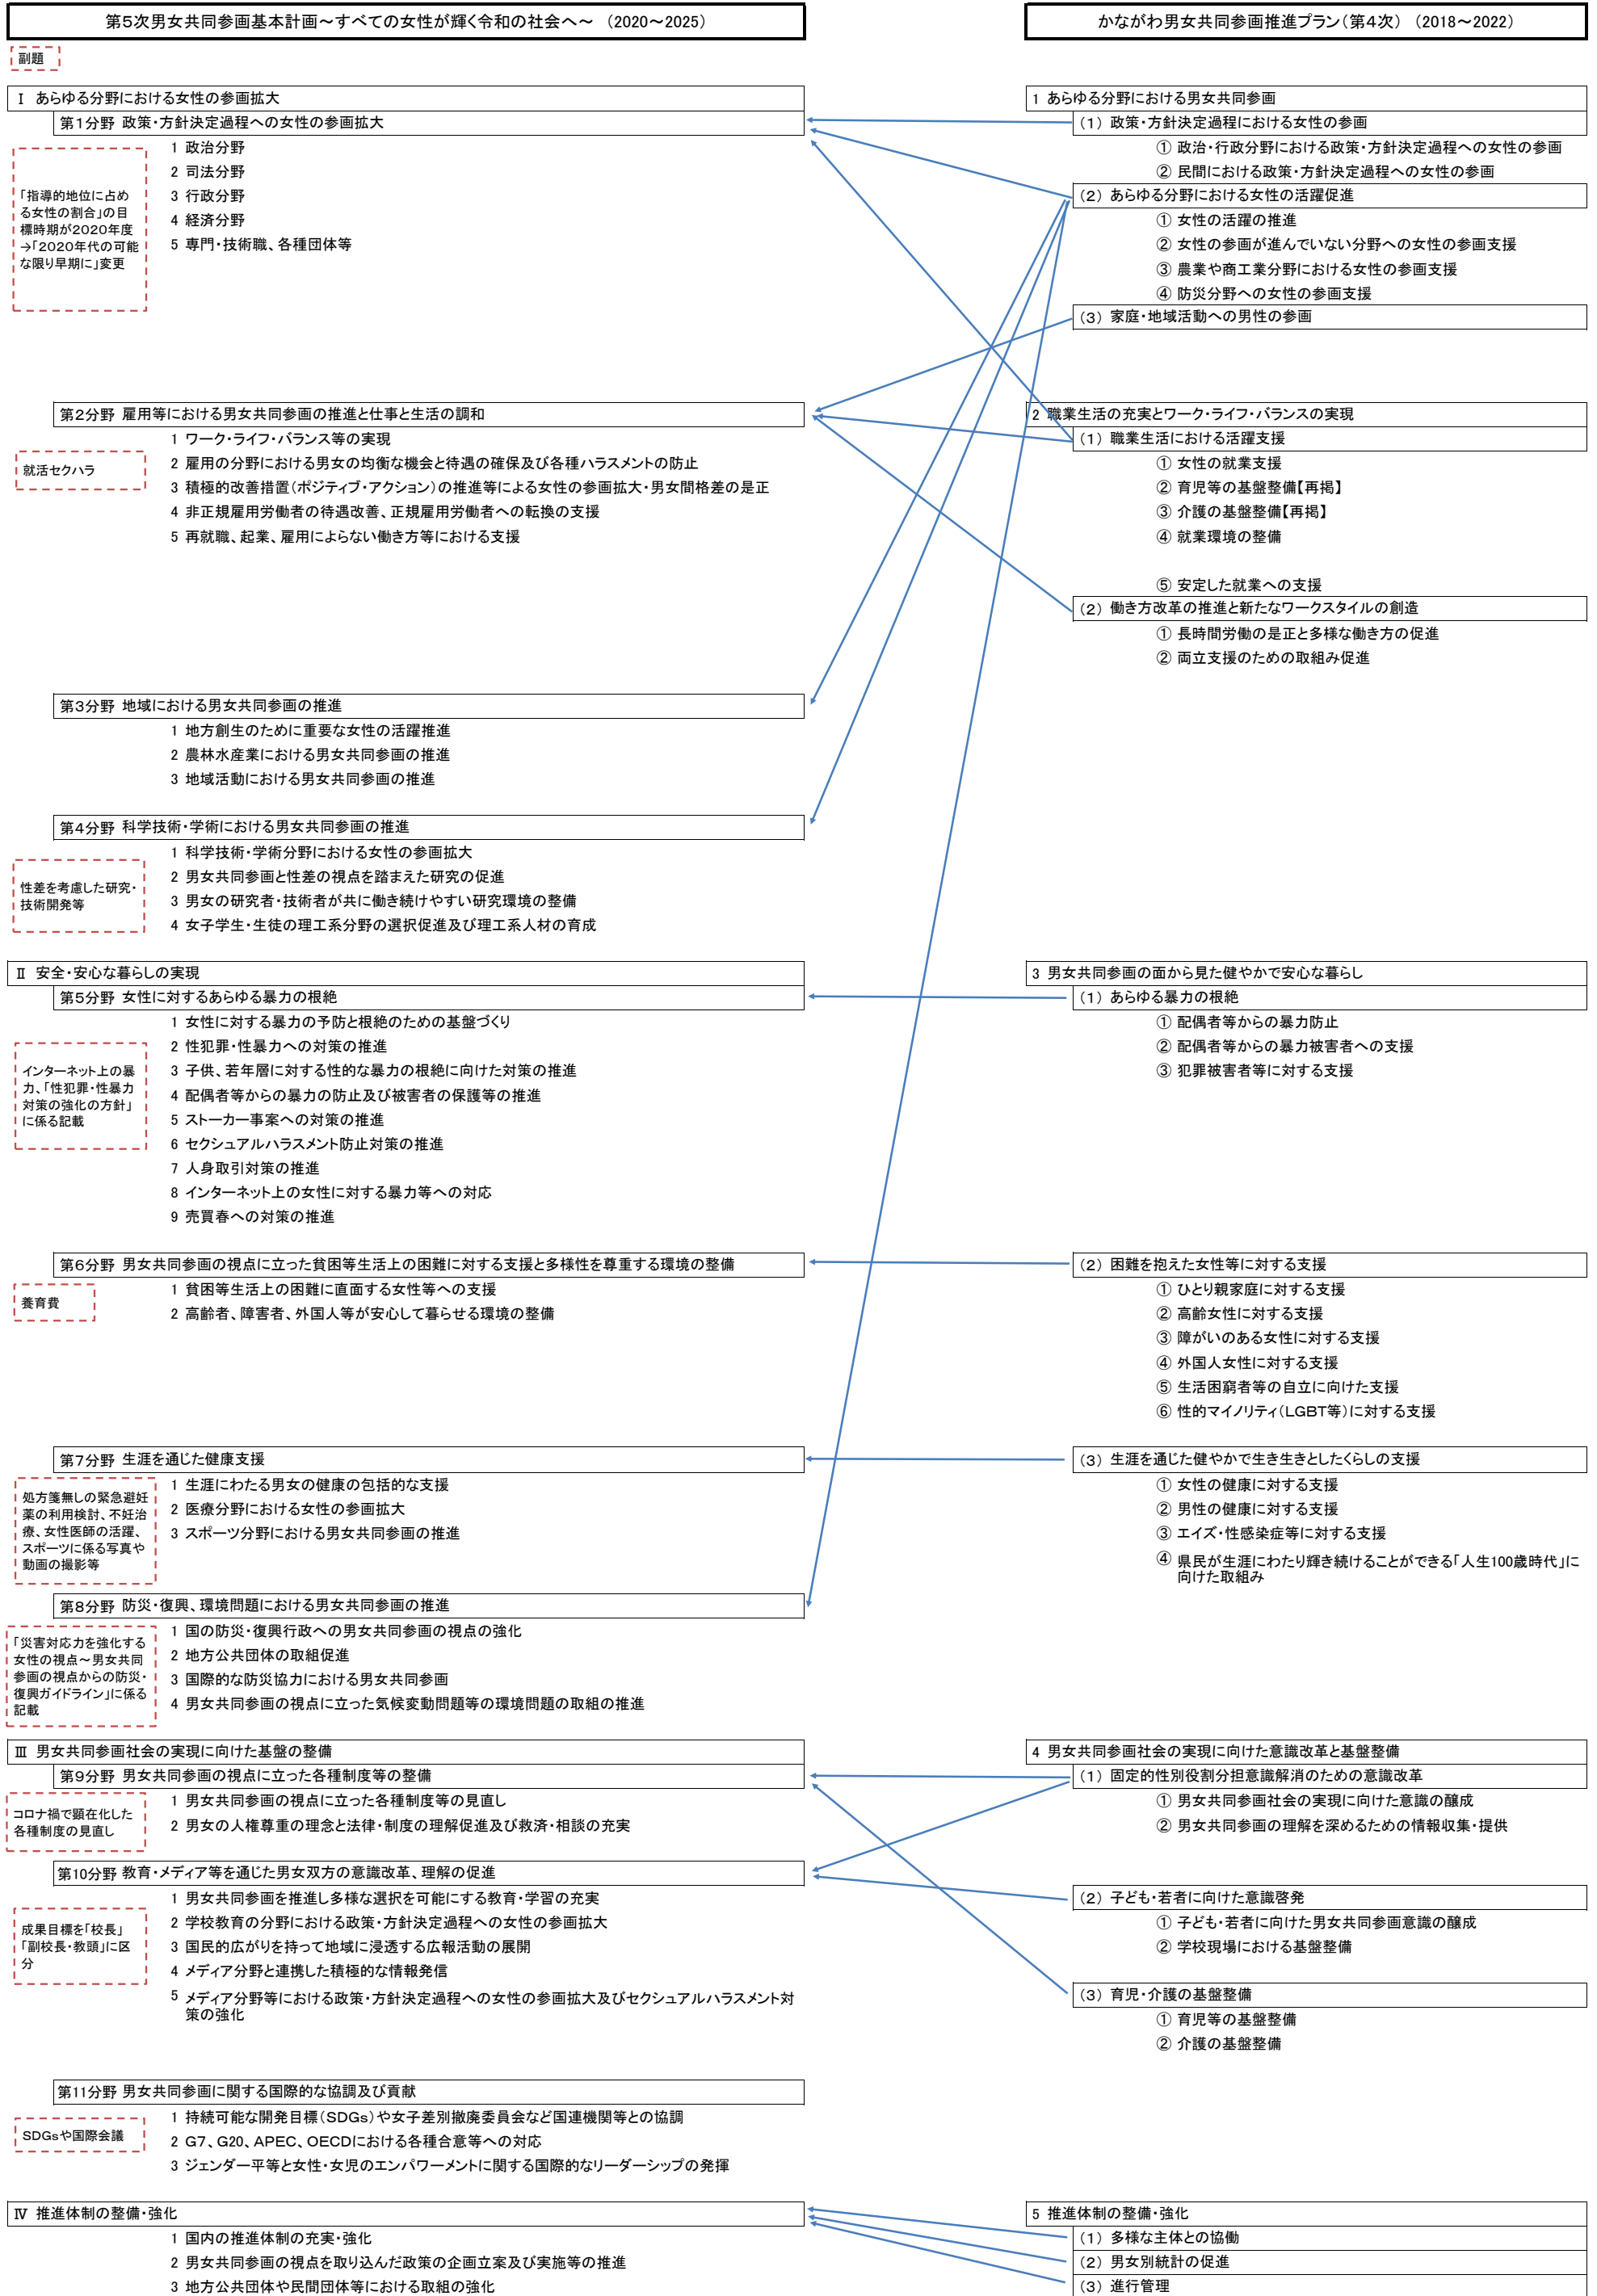 第5次男女共同参画基本計画～すべての女性が輝く令和の社会へ～ (2020～2025)
副題
Ⅰ あらゆる分野における女性の参画拡大
第1分野 政策・方針決定過程への女性の参画拡大
1 政治分野
2 司法分野
3 行政分野
4 経済分野
5 専門・技術職、各種団体等
「指導的地位に占め
る女性の割合」の目
標時期が2020年度
→「2020年代の可能
な限り早期に」変更
第2分野 雇用等における男女共同参画の推進と仕事と生活の調和
1 ワーク・ライフ・バランス等の実現
2 雇用の分野における男女の均衡な機会と待遇の確保及び各種ハラスメントの防止
3 積極的改善措置(ポジティブ・アクション)の推進等による女性の参画拡大・男女間格差の是正
4 非正規雇用労働者の待遇改善、正規雇用労働者への転換の支援
5 再就職、起業、雇用によらない働き方等における支援
就活セクハラ
第3分野 地域における男女共同参画の推進
1 地方創生のために重要な女性の活躍推進
2 農林水産業における男女共同参画の推進
3 地域活動における男女共同参画の推進
第4分野 科学技術・学術における男女共同参画の推進
1 科学技術・学術分野における女性の参画拡大
2 男女共同参画と性差の視点を踏まえた研究の促進
3 男女の研究者・技術者が共に働き続けやすい研究環境の整備
4 女子学生・生徒の理工系分野の選択促進及び理工系人材の育成
性差を考慮した研究・
技術開発等
Ⅱ 安全・安心な暮らしの実現
第5分野 女性に対するあらゆる暴力の根絶
1 女性に対する暴力の予防と根絶のための基盤づくり
2 性犯罪・性暴力への対策の推進
3 子供、若年層に対する性的な暴力の根絶に向けた対策の推進
4 配偶者等からの暴力の防止及び被害者の保護等の推進
5 ストーカー事案への対策の推進
6 セクシュアルハラスメント防止対策の推進
7 人身取引対策の推進
8 インターネット上の女性に対する暴力等への対応
9 売買春への対策の推進
インターネット上の暴
力、「性犯罪・性暴力
対策の強化の方針」
に係る記載
第6分野 男女共同参画の視点に立った貧困等生活上の困難に対する支援と多様性を尊重する環境の整備
1 貧困等生活上の困難に直面する女性等への支援
2 高齢者、障害者、外国人等が安心して暮らせる環境の整備
養育費
第7分野 生涯を通じた健康支援
1 生涯にわたる男女の健康の包括的な支援
2 医療分野における女性の参画拡大
3 スポーツ分野における男女共同参画の推進
処方箋無しの緊急避妊
薬の利用検討、不妊治
療、女性医師の活躍、
スポーツに係る写真や
動画の撮影等
第8分野 防災・復興、環境問題における男女共同参画の推進
1 国の防災・復興行政への男女共同参画の視点の強化
2 地方公共団体の取組促進
3 国際的な防災協力における男女共同参画
4 男女共同参画の視点に立った気候変動問題等の環境問題の取組の推進
「災害対応力を強化する
女性の視点～男女共同
参画の視点からの防災・
復興ガイドライン」に係る
記載
Ⅲ 男女共同参画社会の実現に向けた基盤の整備
第9分野 男女共同参画の視点に立った各種制度等の整備
1 男女共同参画の視点に立った各種制度等の見直し
2 男女の人権尊重の理念と法律・制度の理解促進及び救済・相談の充実
コロナ禍で顕在化した
各種制度の見直し
第10分野 教育・メディア等を通じた男女双方の意識改革、理解の促進
1 男女共同参画を推進し多様な選択を可能にする教育・学習の充実
2 学校教育の分野における政策・方針決定過程への女性の参画拡大
3 国民的広がりを持って地域に浸透する広報活動の展開
4 メディア分野と連携した積極的な情報発信
5 メディア分野等における政策・方針決定過程への女性の参画拡大及びセクシュアルハラスメント対
策の強化
成果目標を「校長」
「副校長・教頭」に区
分
第11分野 男女共同参画に関する国際的な協調及び貢献
1 持続可能な開発目標(SDGs)や女子差別撤廃委員会など国連機関等との協調
2 G7、G20、APEC、OECDにおける各種合意等への対応
3 ジェンダー平等と女性・女児のエンパワーメントに関する国際的なリーダーシップの発揮
SDGsや国際会議
Ⅳ 推進体制の整備・強化
1 国内の推進体制の充実・強化
2 男女共同参画の視点を取り込んだ政策の企画立案及び実施等の推進
3 地方公共団体や民間団体等における取組の強化
かながわ男女共同参画推進プラン(第4次) (2018～2022)
1 あらゆる分野における男女共同参画
(1) 政策・方針決定過程における女性の参画
① 政治・行政分野における政策・方針決定過程への女性の参画
② 民間における政策・方針決定過程への女性の参画
(2) あらゆる分野における女性の活躍促進
① 女性の活躍の推進
② 女性の参画が進んでいない分野への女性の参画支援
③ 農業や商工業分野における女性の参画支援
④ 防災分野への女性の参画支援
(3) 家庭・地域活動への男性の参画
2 職業生活の充実とワーク・ライフ・バランスの実現
(1) 職業生活における活躍支援
① 女性の就業支援
② 育児等の基盤整備【再掲】
③ 介護の基盤整備【再掲】
④ 就業環境の整備
⑤ 安定した就業への支援
(2) 働き方改革の推進と新たなワークスタイルの創造
① 長時間労働の是正と多様な働き方の促進
② 両立支援のための取組み促進
3 男女共同参画の面から見た健やかで安心な暮らし
(1) あらゆる暴力の根絶
① 配偶者等からの暴力防止
② 配偶者等からの暴力被害者への支援
③ 犯罪被害者等に対する支援
(2) 困難を抱えた女性等に対する支援
① ひとり親家庭に対する支援
② 高齢女性に対する支援
③ 障がいのある女性に対する支援
④ 外国人女性に対する支援
⑤ 生活困窮者等の自立に向けた支援
⑥ 性的マイノリティ(LGBT等)に対する支援
(3) 生涯を通じた健やかで生き生きとしたくらしの支援
① 女性の健康に対する支援
② 男性の健康に対する支援
③ エイズ・性感染症等に対する支援
④ 県民が生涯にわたり輝き続けることができる「人生100歳時代」に
向けた取組み
4 男女共同参画社会の実現に向けた意識改革と基盤整備
(1) 固定的性別役割分担意識解消のための意識改革
① 男女共同参画社会の実現に向けた意識の醸成
② 男女共同参画の理解を深めるための情報収集・提供
(2) 子ども・若者に向けた意識啓発
① 子ども・若者に向けた男女共同参画意識の醸成
② 学校現場における基盤整備
(3) 育児・介護の基盤整備
① 育児等の基盤整備
② 介護の基盤整備
5 推進体制の整備・強化
(1) 多様な主体との協働
(2) 男女別統計の促進
(3) 進行管理